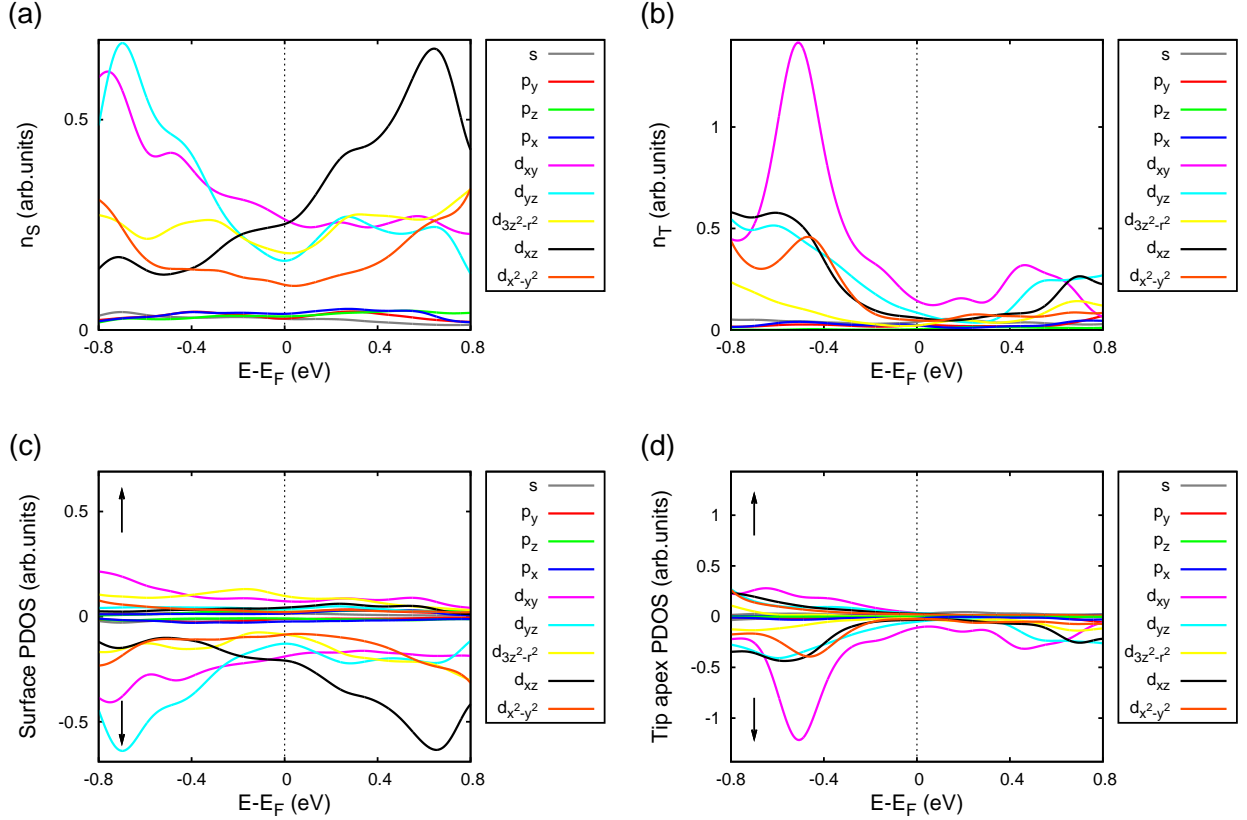 (a)
n_S (arb.units)
0.5
0
-0.8 -0.4 0 0.4 0.8
E-E_F (eV)
s
p_y
p_z
p_x
d_xy
d_yz
d_3z²-r²
d_xz
d_x²-y²
(b)
n_T (arb.units)
1
0.5
0
-0.8 -0.4 0 0.4 0.8
E-E_F (eV)
s
p_y
p_z
p_x
d_xy
d_yz
d_3z²-r²
d_xz
d_x²-y²
(c)
Surface PDOS (arb.units)
0.5
0
-0.5
-0.8 -0.4 0 0.4 0.8
E-E_F (eV)
s
p_y
p_z
p_x
d_xy
d_yz
d_3z²-r²
d_xz
d_x²-y²
(d)
Tip apex PDOS (arb.units)
1
0.5
0
-0.5
-1
-0.8 -0.4 0 0.4 0.8
E-E_F (eV)
s
p_y
p_z
p_x
d_xy
d_yz
d_3z²-r²
d_xz
d_x²-y²